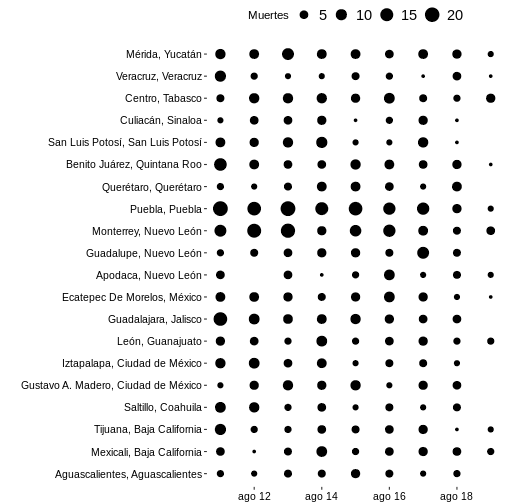 Muertes 5 10 15 20
Mérida, Yucatán
Veracruz, Veracruz
Centro, Tabasco
Culiacán, Sinaloa
San Luis Potosí, San Luis Potosí
Benito Juárez, Quintana Roo
Querétaro, Querétaro
Puebla, Puebla
Monterrey, Nuevo León
Guadalupe, Nuevo León
Apodaca, Nuevo León
Ecatepec De Morelos, México
Guadalajara, Jalisco
León, Guanajuato
Iztapalapa, Ciudad de México
Gustavo A. Madero, Ciudad de México
Saltillo, Coahuila
Tijuana, Baja California
Mexicali, Baja California
Aguascalientes, Aguascalientes
ago 12 ago 14 ago 16 ago 18